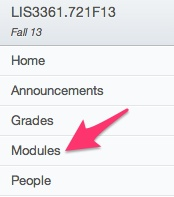 LIS3361.721F13
Fall 13
Home
Announcements
Grades
Modules
People